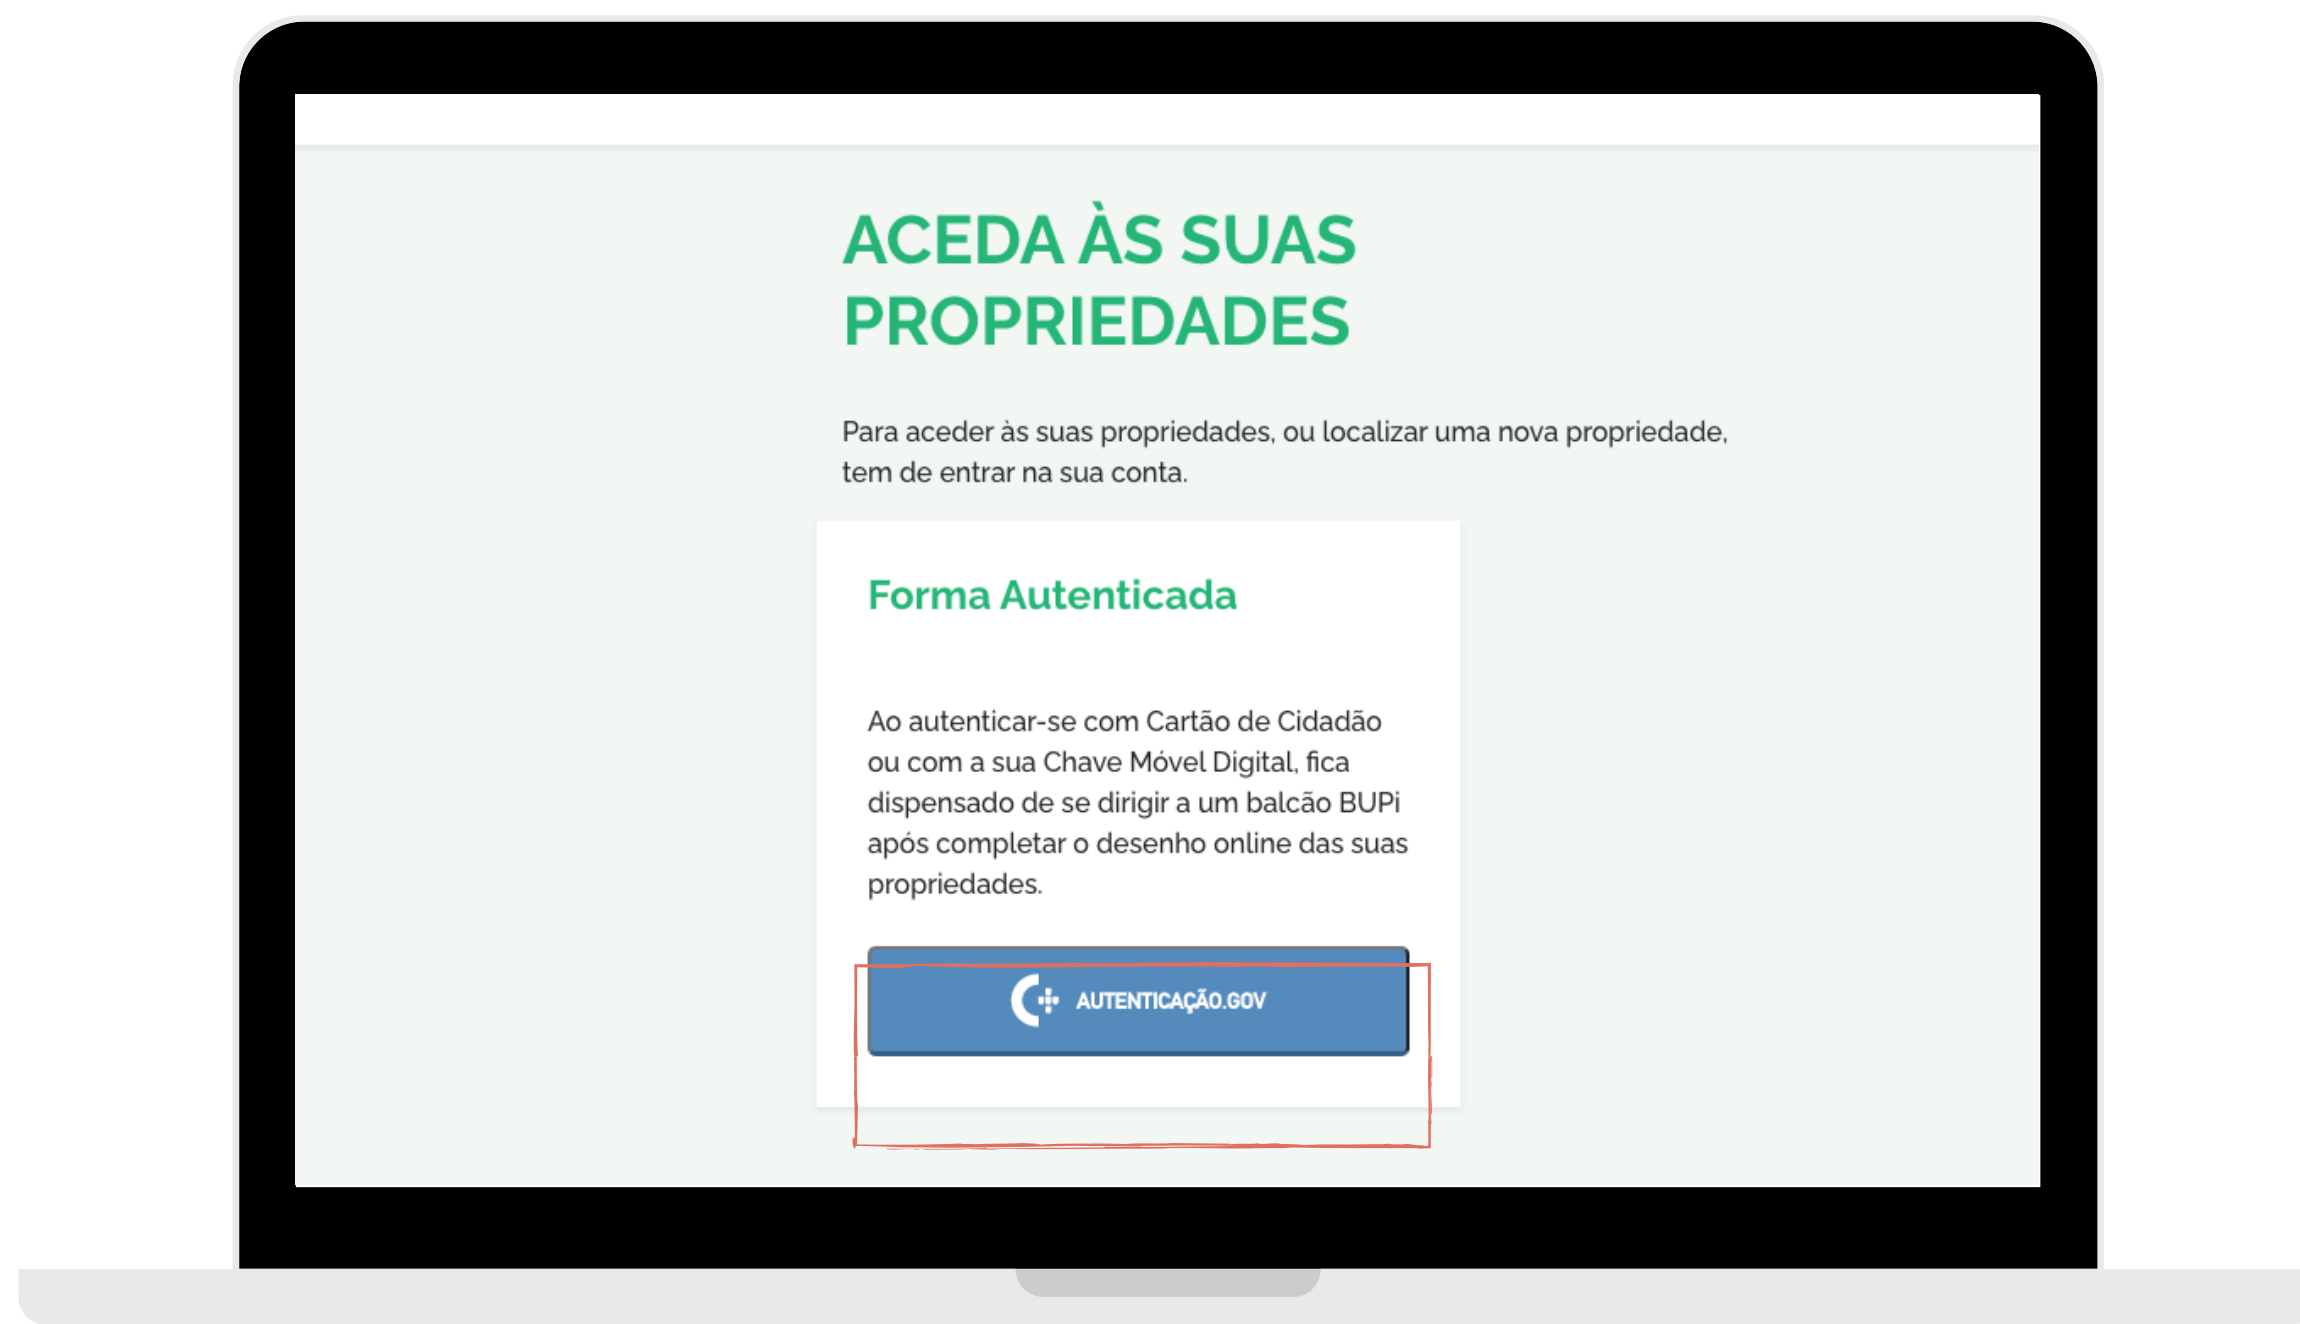 ACEDA ÀS SUAS
PROPRIEDADES
Para aceder às suas propriedades, ou localizar uma nova propriedade,
tem de entrar na sua conta.
Forma Autenticada
Ao autenticar-se com Cartão de Cidadão
ou com a sua Chave Móvel Digital, fica
dispensado de se dirigir a um balcão BUPi
após completar o desenho online das suas
propriedades.
AUTENTICAÇÃO.GOV